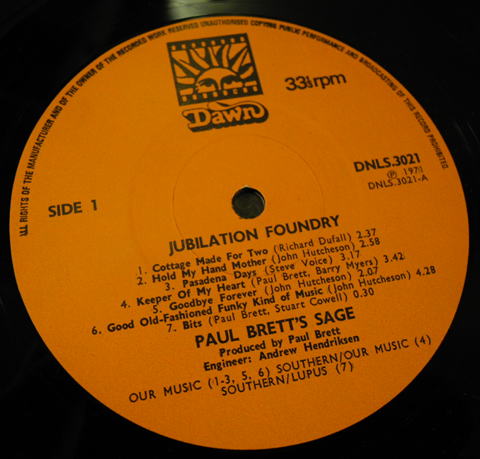 ALL RIGHTS OF THE MANUFACTURER AND OF THE OWNER OF THE RECORDED WORK RESERVED UNAUTHORISED COPYING PUBLIC PERFORMANCE AND BROADCASTING OF THIS RECORD PROHIBITED
Dawn
33⅓rpm
DNLS.3021
Ⓟ 1971
DNLS.3021-A
SIDE 1
JUBILATION FOUNDRY
1. Cottage Made For Two (Richard Dufall) 2.37
2. Hold My Hand Mother (John Hutcheson) 2.58
3. Pasadena Days (Steve Voice) 3.17
4. Keeper Of My Heart (Paul Brett, Barry Myers) 3.42
5. Goodbye Forever (John Hutcheson) 2.07
6. Good Old-Fashioned Funky Kind of Music (John Hutcheson) 4.28
7. Bits (Paul Brett, Stuart Cowell) 0.30
PAUL BRETT'S SAGE
Produced by Paul Brett
Engineer: Andrew Hendriksen
OUR MUSIC (1-3, 5, 6) SOUTHERN/OUR MUSIC (4)
SOUTHERN/LUPUS (7)